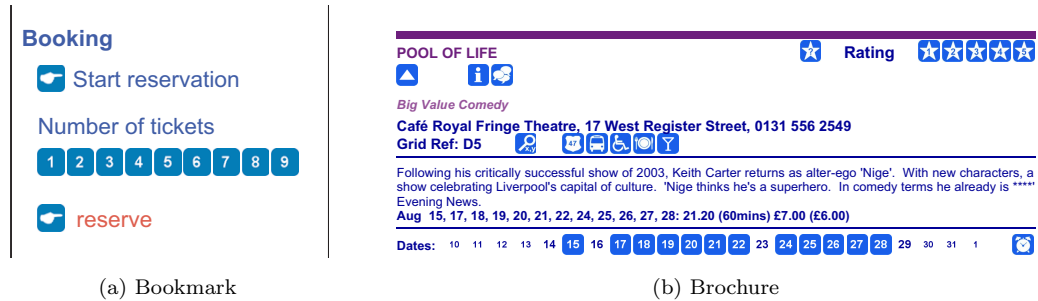 Booking
Start reservation
Number of tickets
1 2 3 4 5 6 7 8 9
reserve
(a) Bookmark
POOL OF LIFE
? Rating 1 2 3 4 5
Big Value Comedy
Café Royal Fringe Theatre, 17 West Register Street, 0131 556 2549
Grid Ref: D5 x,y 47
Following his critically successful show of 2003, Keith Carter returns as alter-ego 'Nige'. With new characters, a
show celebrating Liverpool's capital of culture. 'Nige thinks he's a superhero. In comedy terms he already is ****'
Evening News.
Aug 15, 17, 18, 19, 20, 21, 22, 24, 25, 26, 27, 28: 21.20 (60mins) £7.00 (£6.00)
Dates: 10 11 12 13 14 15 16 17 18 19 20 21 22 23 24 25 26 27 28 29 30 31 1
(b) Brochure